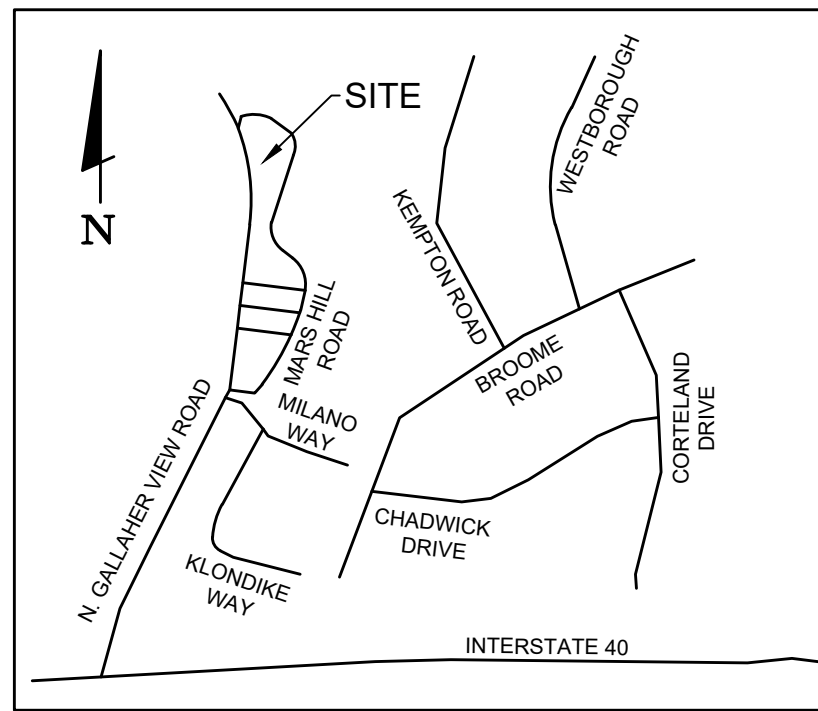 SITE
N
WESTBOROUGH
ROAD
KEMPTON ROAD
MARS HILL
ROAD
BROOME
ROAD
MILANO
WAY
CORTELAND
DRIVE
N. GALLAHER VIEW ROAD
CHADWICK
DRIVE
KLONDIKE
WAY
INTERSTATE 40